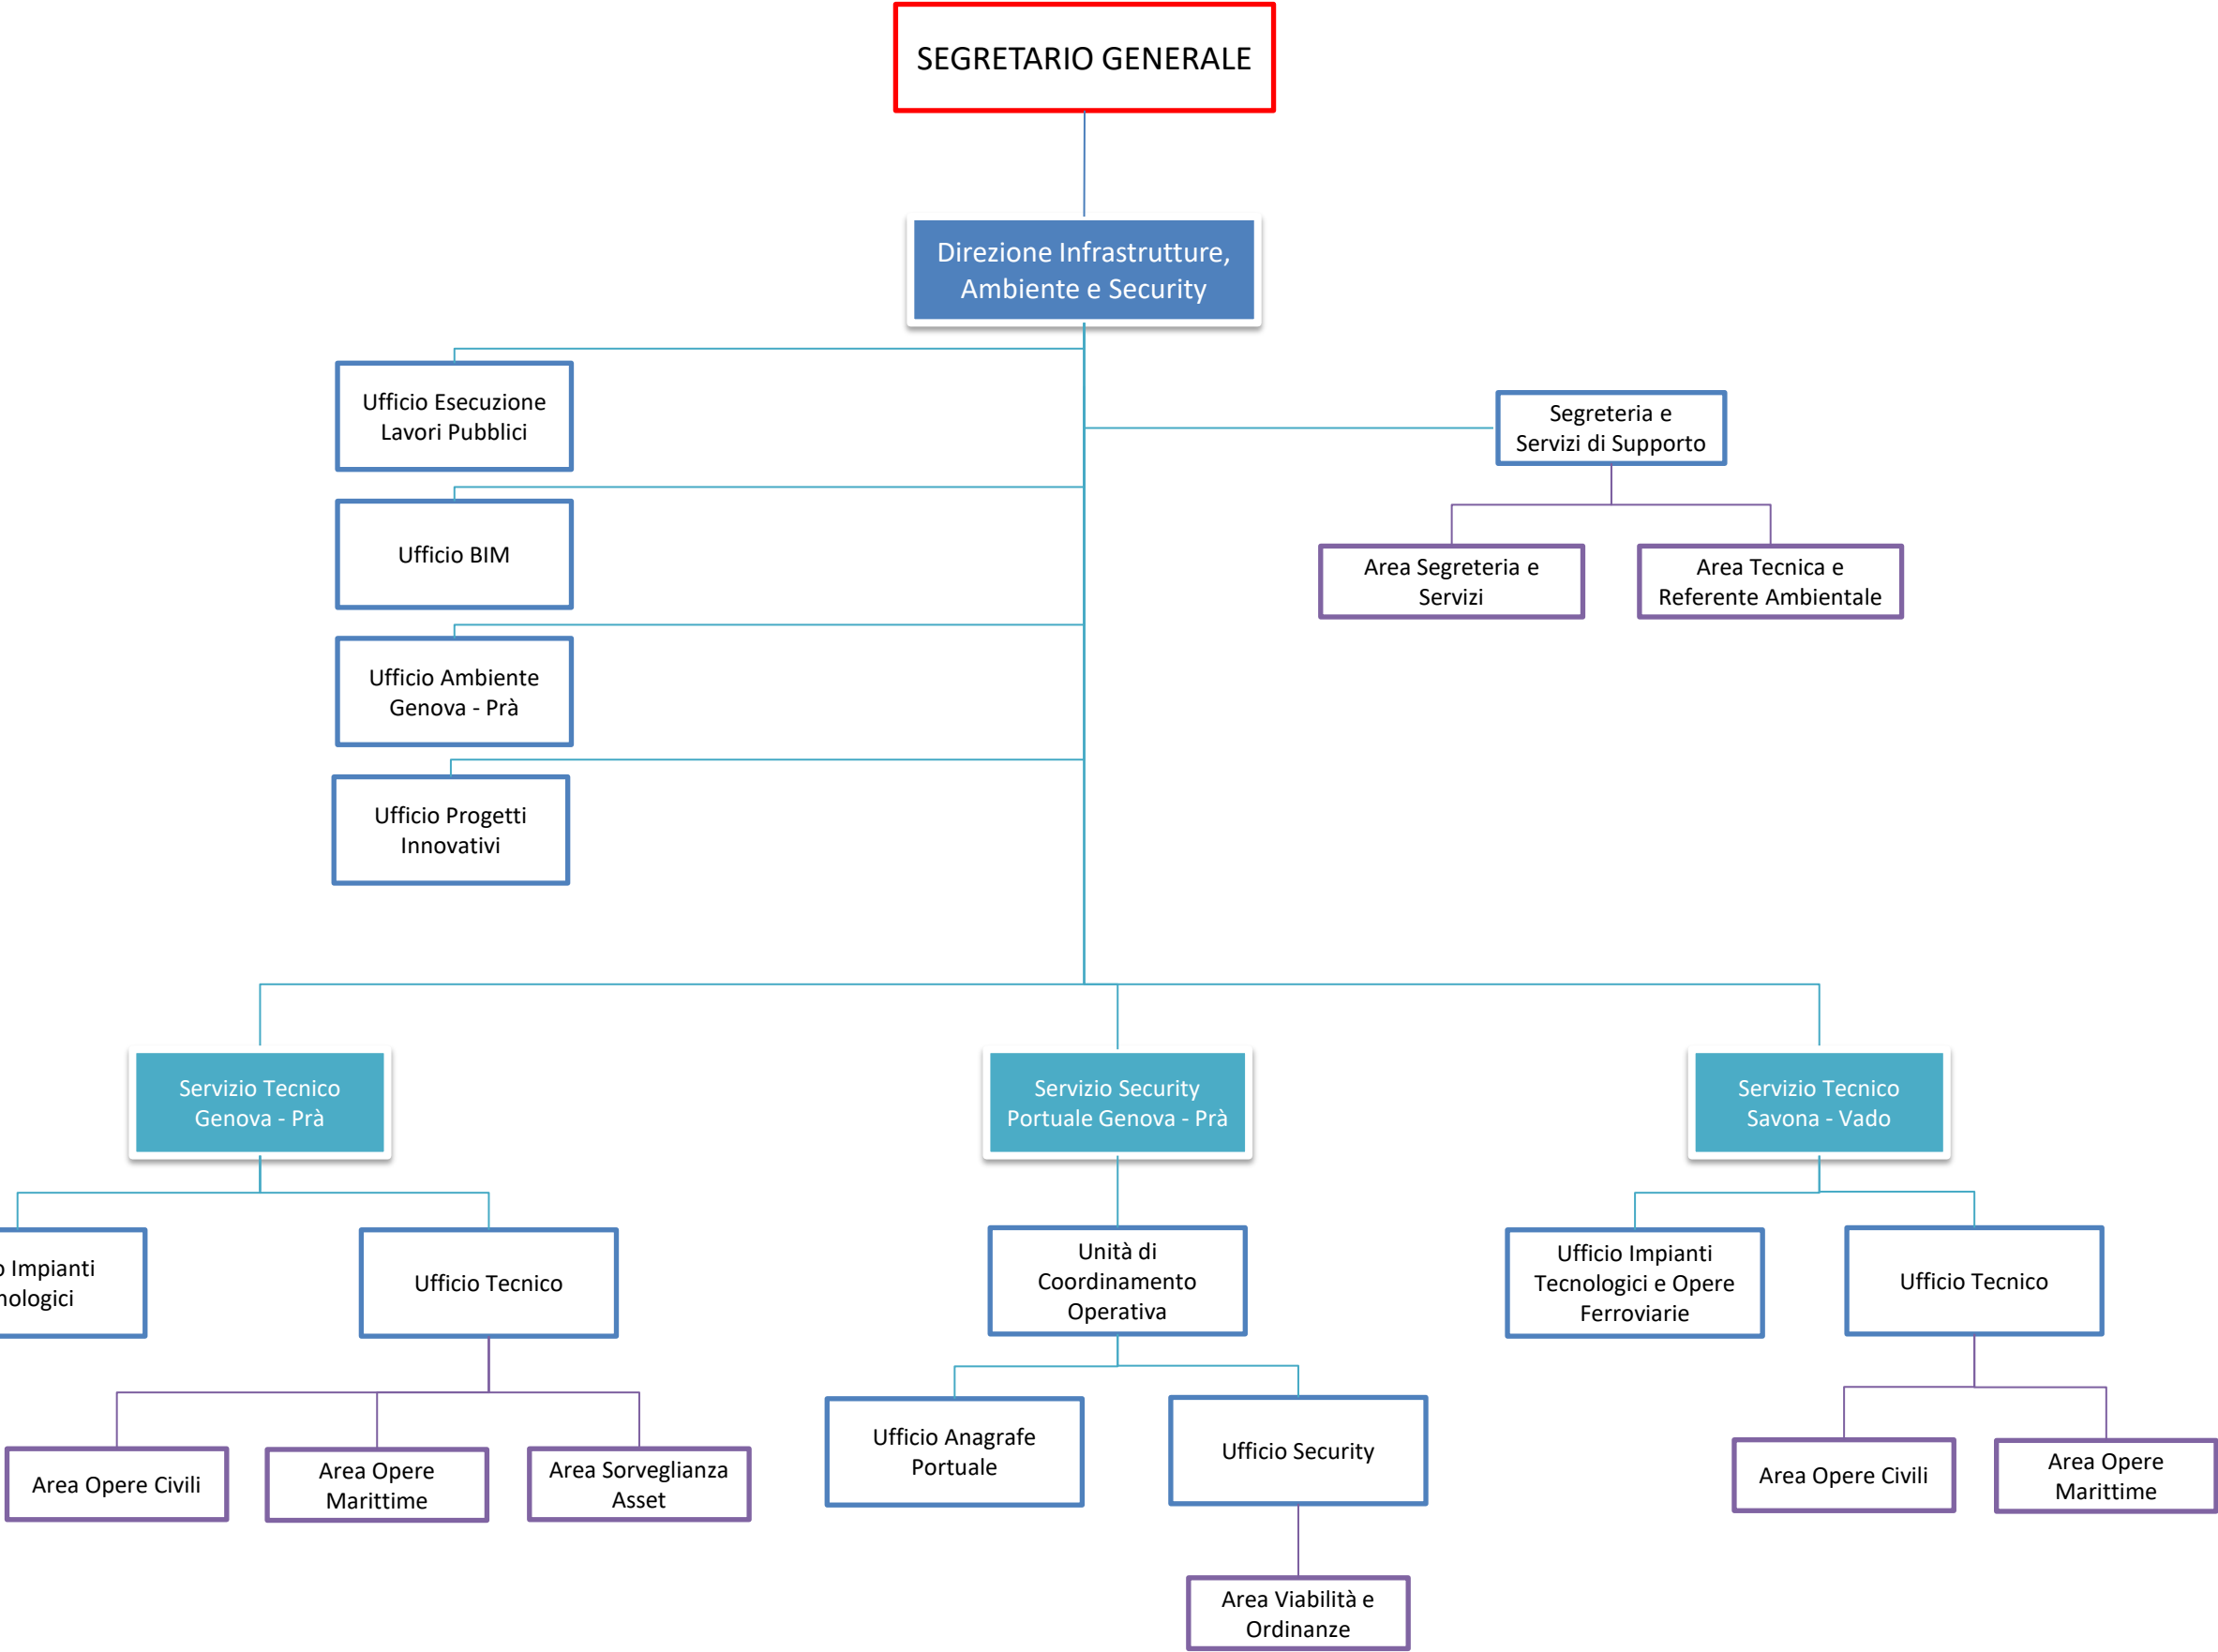 SEGRETARIO GENERALE
Direzione Infrastrutture,
Ambiente e Security
Ufficio Esecuzione
Lavori Pubblici
Segreteria e
Servizi di Supporto
Ufficio BIM
Area Segreteria e
Servizi
Area Tecnica e
Referente Ambientale
Ufficio Ambiente
Genova - Prà
Ufficio Progetti
Innovativi
Servizio Tecnico
Genova - Prà
Servizio Security
Portuale Genova - Prà
Servizio Tecnico
Savona - Vado
Impianti
Ufficio Tecnico
Unità di
Coordinamento
Operativa
Ufficio Impianti
Tecnologici e Opere
Ferroviarie
Ufficio Tecnico
Area Opere Civili
Area Opere
Marittime
Area Sorveglianza
Asset
Ufficio Anagrafe
Portuale
Ufficio Security
Area Opere Civili
Area Opere
Marittime
Area Viabilità e
Ordinanze